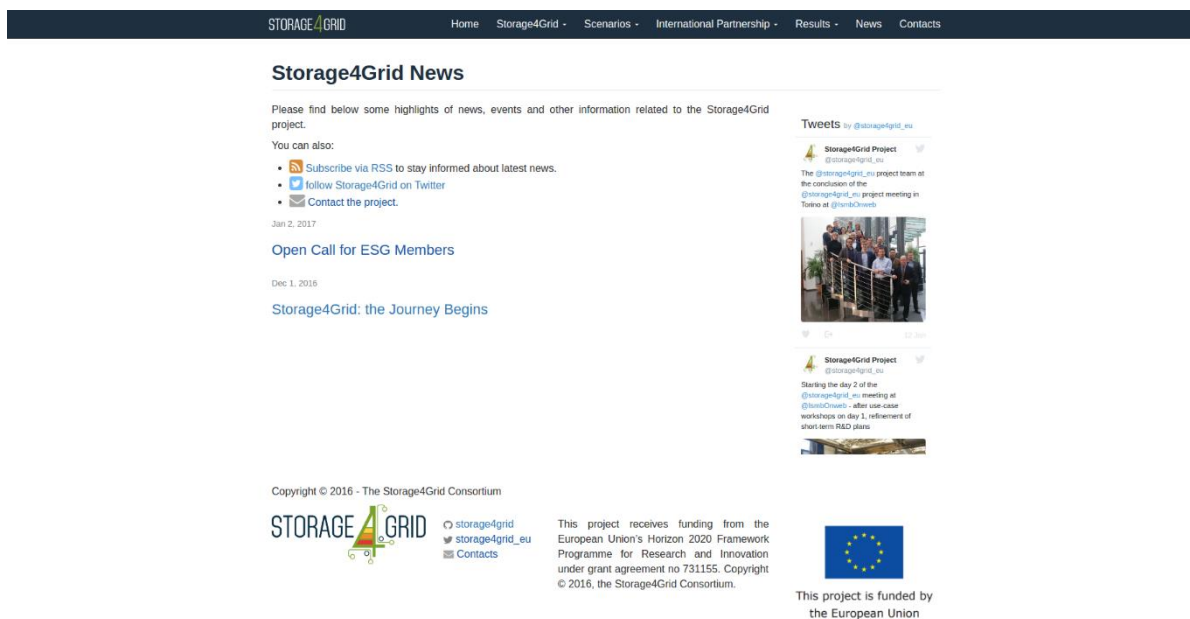 STORAGE4GRID Home Storage4Grid - Scenarios - International Partnership - Results - News Contacts
Storage4Grid News
Please find below some highlights of news, events and other information related to the Storage4Grid
project.
You can also:
Subscribe via RSS to stay informed about latest news.
follow Storage4Grid on Twitter
Contact the project.
Jan 2, 2017
Open Call for ESG Members
Dec 1, 2016
Storage4Grid: the Journey Begins
Tweets by @storage4grid_eu
Storage4Grid Project
@storage4grid_eu
The @storage4grid_eu project team at
the conclusion of the
@storage4grid_eu project meeting in
Torino at @IsmbOnweb
12 Jan
Storage4Grid Project
@storage4grid_eu
Starting the day 2 of the
@storage4grid_eu meeting at
@IsmbOnweb - after use-case
workshops on day 1, refinement of
short-term R&D plans
Copyright © 2016 - The Storage4Grid Consortium
STORAGE4GRID
storage4grid
storage4grid_eu
Contacts
This project receives funding from the
European Union's Horizon 2020 Framework
Programme for Research and Innovation
under grant agreement no 731155. Copyright
© 2016, the Storage4Grid Consortium.
This project is funded by
the European Union